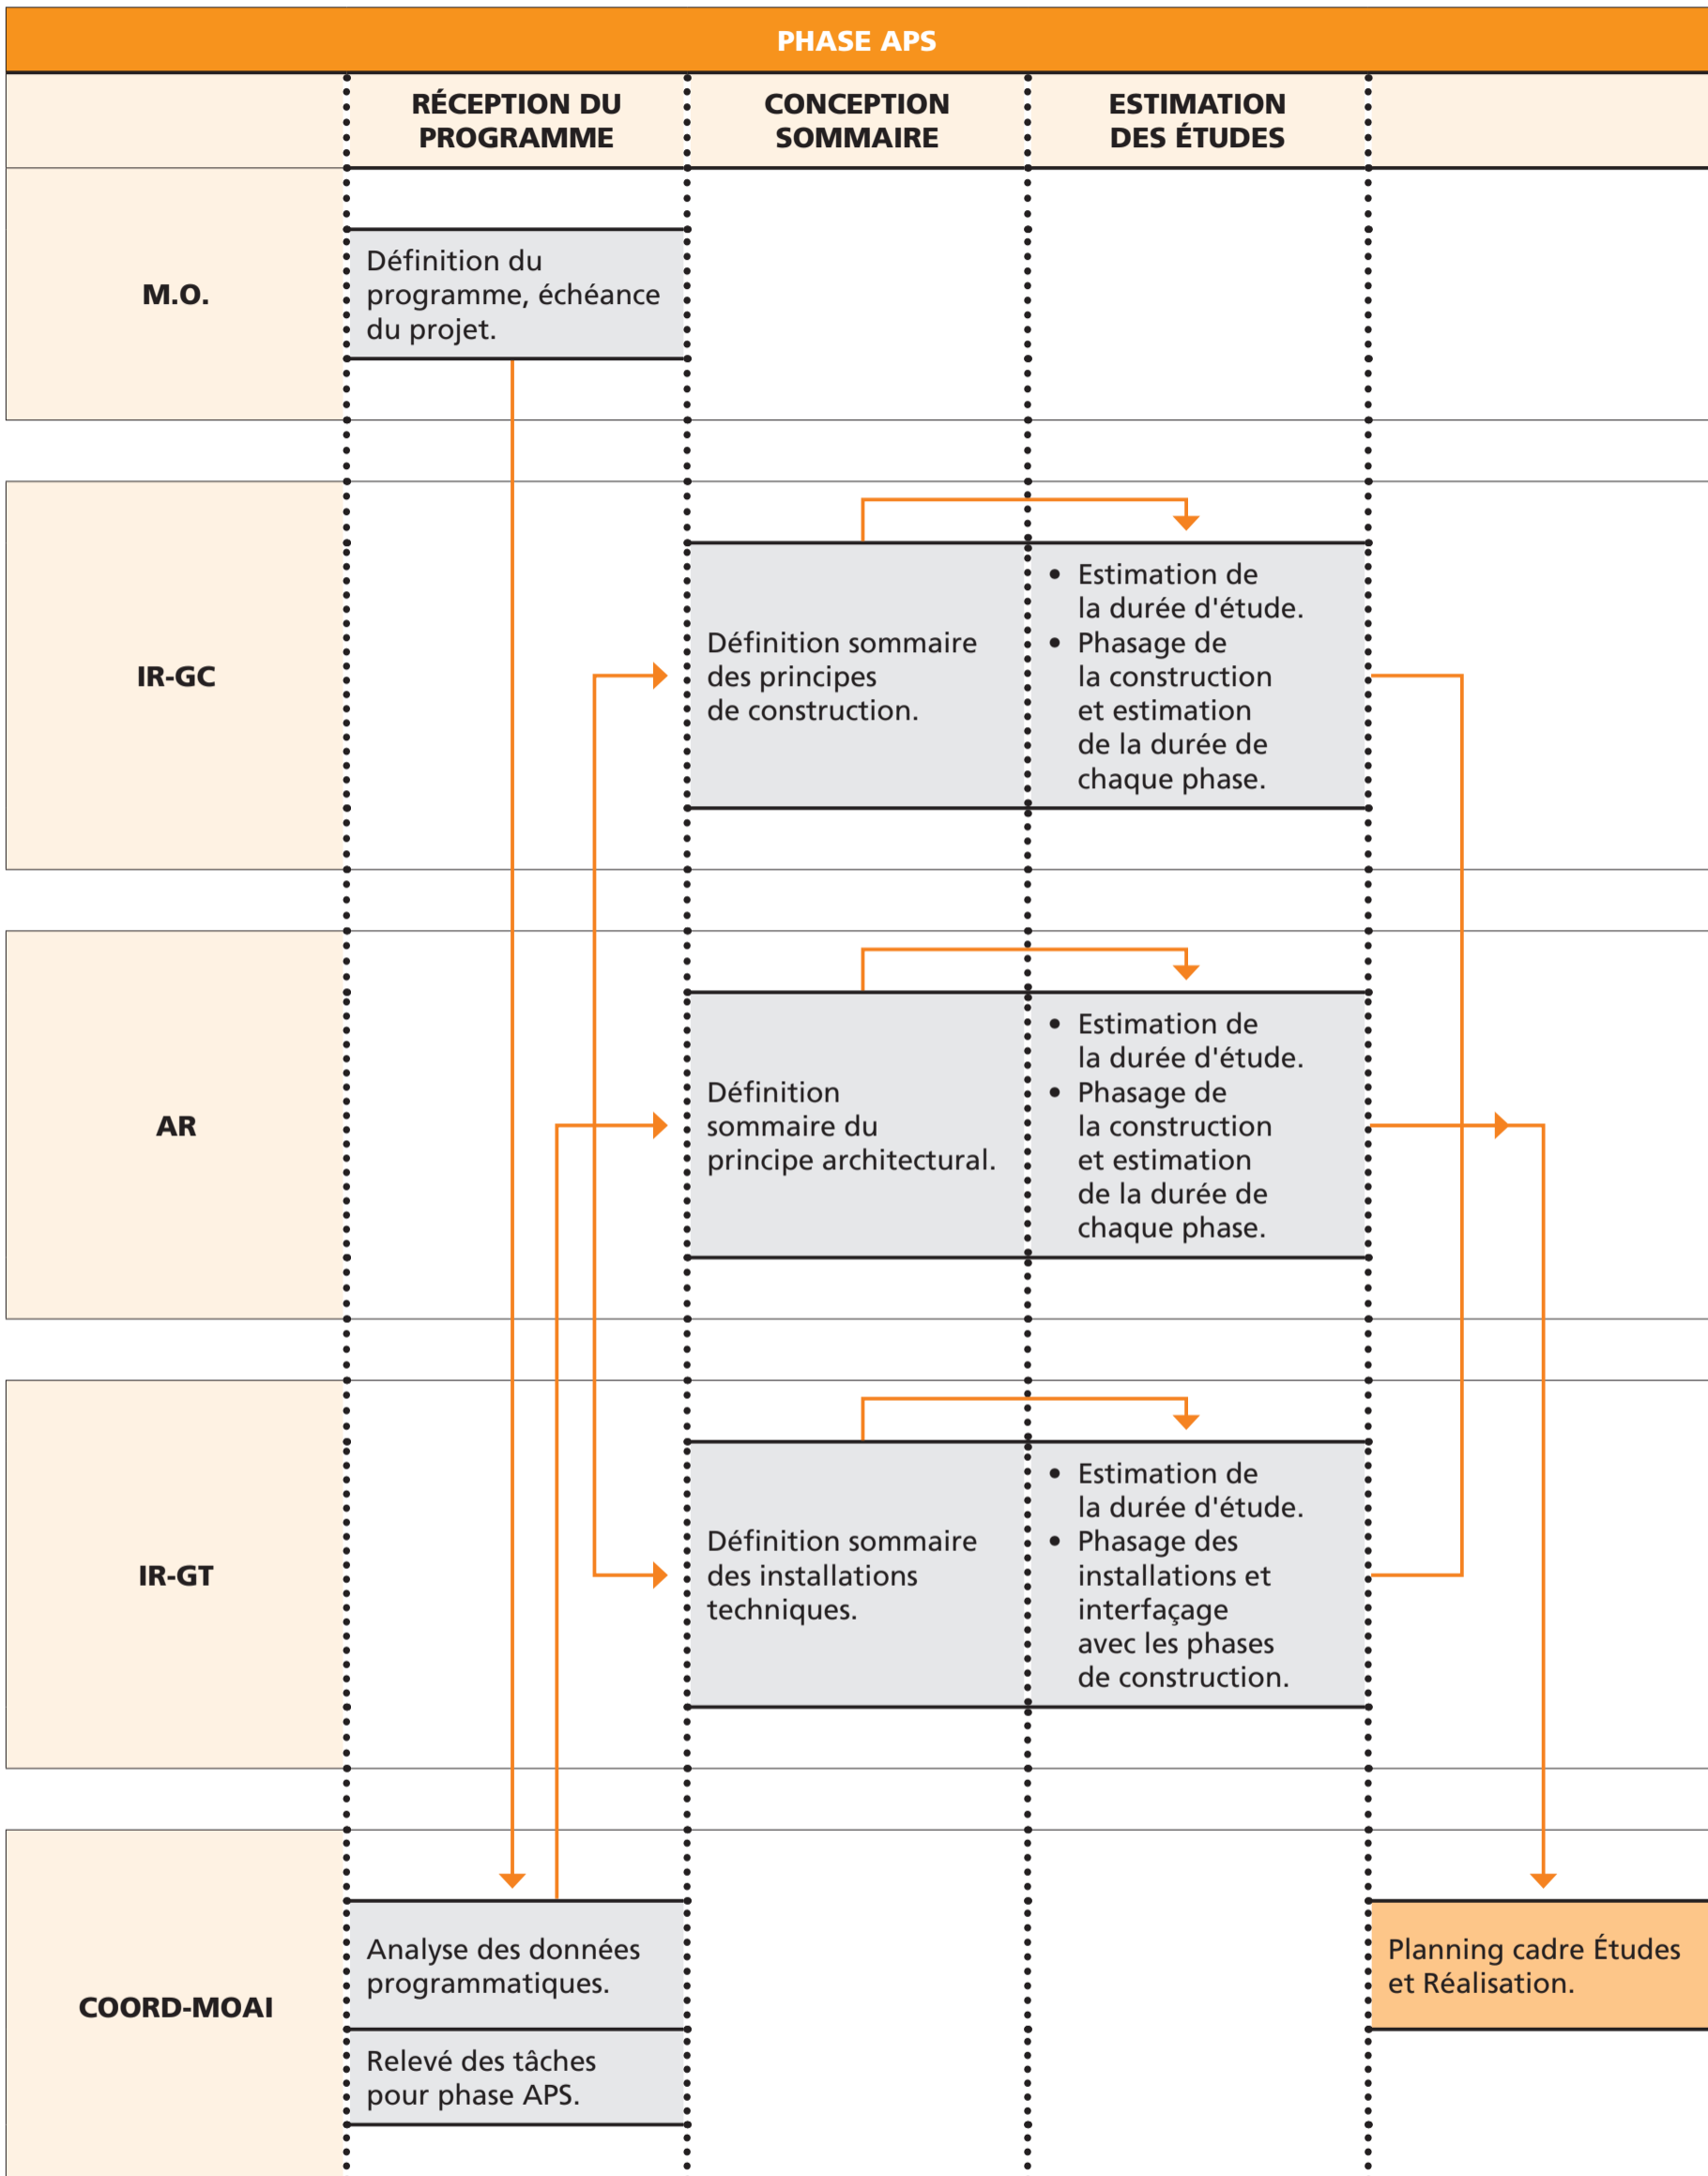 PHASE APS
RÉCEPTION DU
PROGRAMME
CONCEPTION
SOMMAIRE
ESTIMATION
DES ÉTUDES
M.O.
Définition du
programme, échéance
du projet.
IR-GC
Définition sommaire
des principes
de construction.
• Estimation de
la durée d'étude.
• Phasage de
la construction
et estimation
de la durée de
chaque phase.
AR
Définition
sommaire du
principe architectural.
• Estimation de
la durée d'étude.
• Phasage de
la construction
et estimation
de la durée de
chaque phase.
IR-GT
Définition sommaire
des installations
techniques.
• Estimation de
la durée d'étude.
• Phasage des
installations et
interfaçage
avec les phases
de construction.
COORD-MOAI
Analyse des données
programmatiques.
Relevé des tâches
pour phase APS.
Planning cadre Études
et Réalisation.